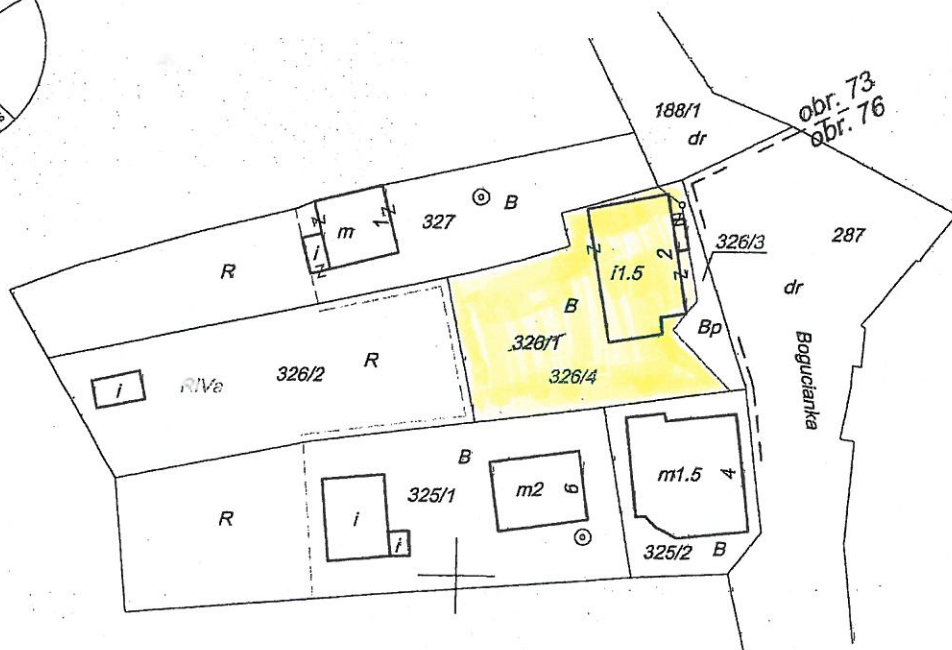 188/1
dr
obr. 73
obr. 76
327
B
m
1
i
R
326/3
287
dr
2
i1.5
B
326/1
326/4
Bp
Bogucianka
R
326/2
RIVa
i
B
325/1
m2
6
m1.5
4
R
i
i
325/2 B